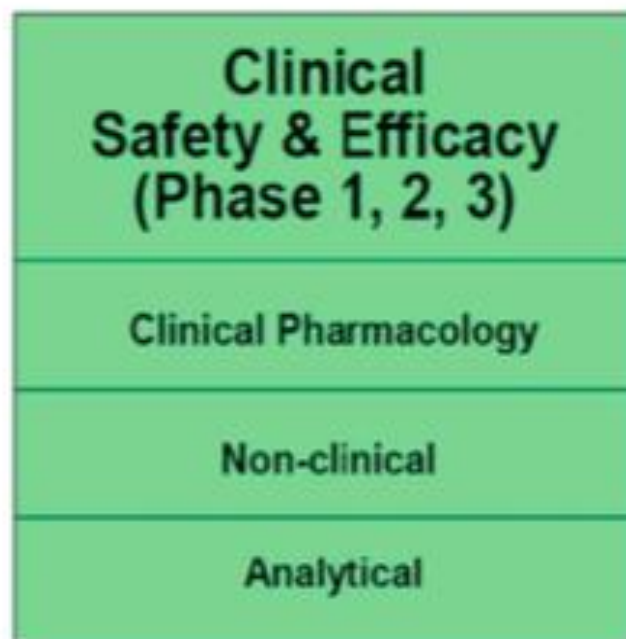 Clinical
Safety & Efficacy
(Phase 1, 2, 3)
Clinical Pharmacology
Non-clinical
Analytical